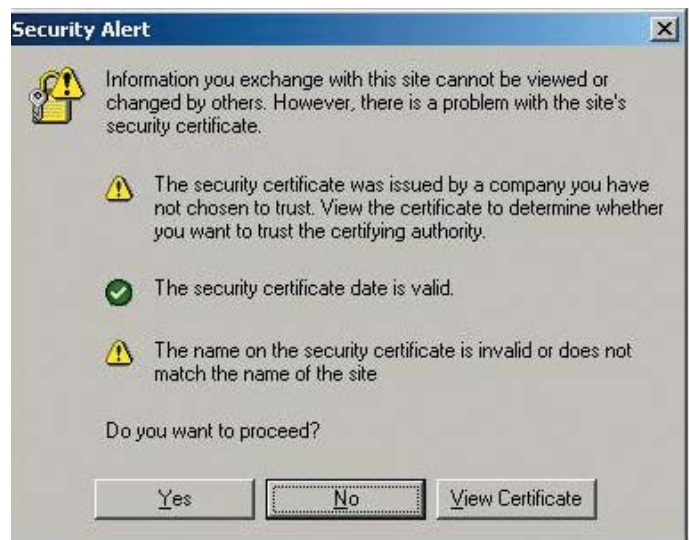 Security Alert
Information you exchange with this site cannot be viewed or
changed by others. However, there is a problem with the site's
security certificate.
The security certificate was issued by a company you have
not chosen to trust. View the certificate to determine whether
you want to trust the certifying authority.
The security certificate date is valid.
The name on the security certificate is invalid or does not
match the name of the site
Do you want to proceed?
Yes No View Certificate